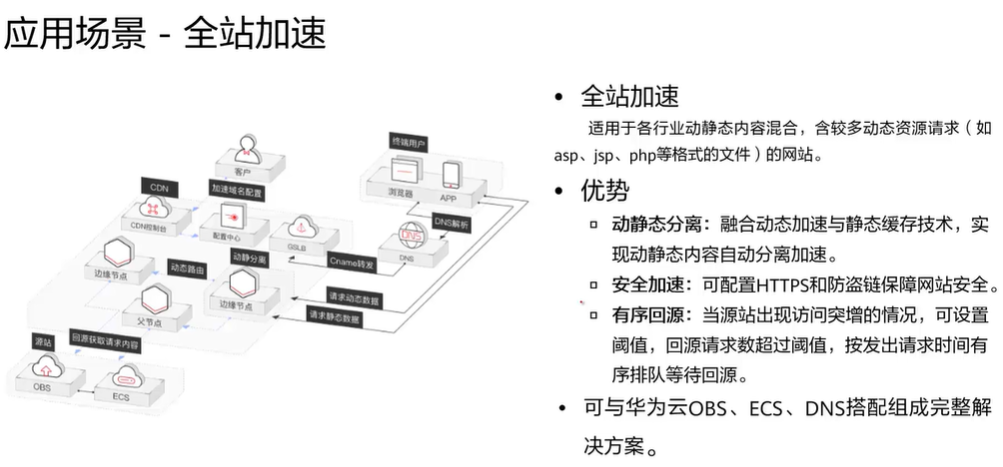 应用场景 - 全站加速
终端用户
客户
浏览器
APP
CDN
加速域名配置
CDN控制台
配置中心
GSLB
DNS解析
DNS
DNS
边缘节点
动态路由
动静分离
Cname转发
父节点
边缘节点
请求动态数据
请求静态数据
源站
回源获取请求内容
OBS
ECS
• 全站加速
适用于各行业动静态内容混合，含较多动态资源请求（如
asp、jsp、php等格式的文件）的网站。
• 优势
▫ 动静态分离：融合动态加速与静态缓存技术，实
现动静态内容自动分离加速。
▫ 安全加速：可配置HTTPS和防盗链保障网站安全。
▫ 有序回源：当源站出现访问突增的情况，可设置
阈值，回源请求数超过阈值，按发出请求时间有
序排队等待回源。
• 可与华为云OBS、ECS、DNS搭配组成完整解
决方案。